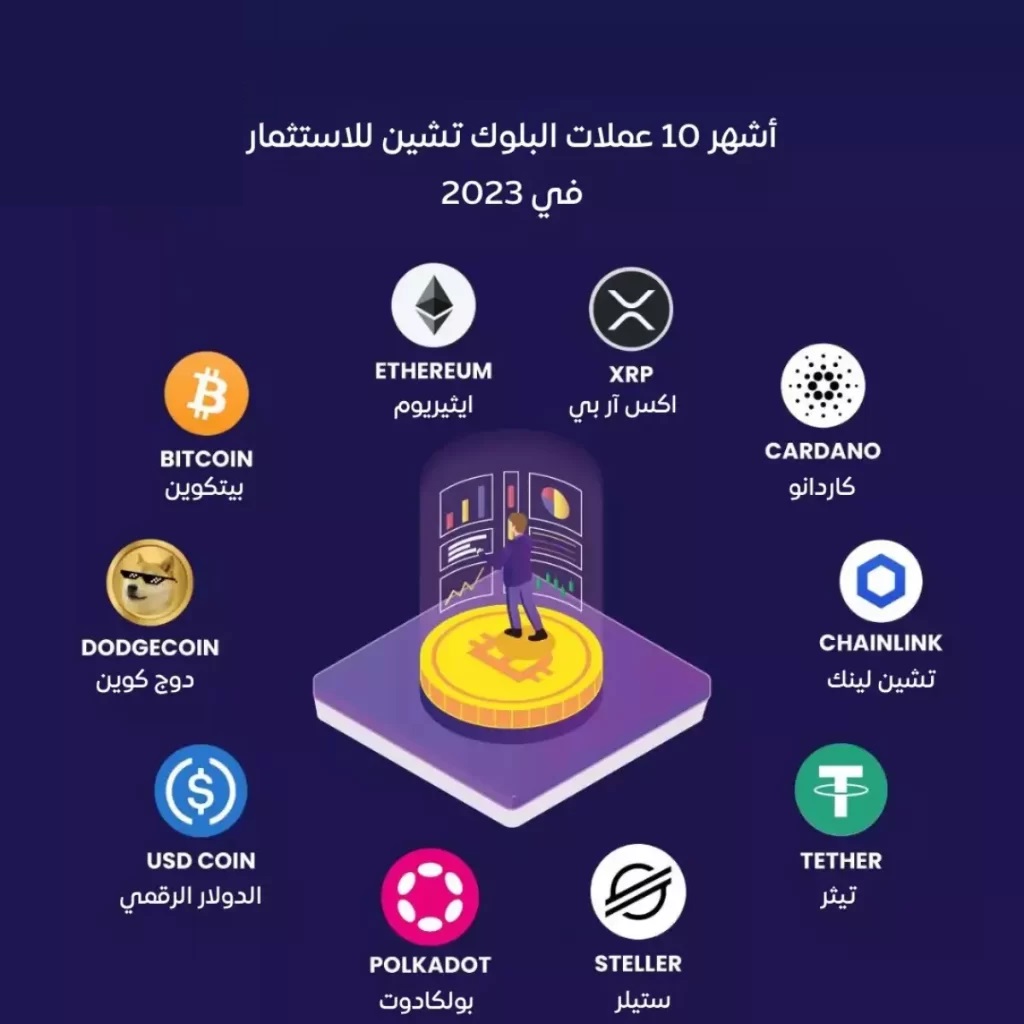 أشهر 10 عملات البلوك تشين للاستثمار
في 2023
ETHEREUM
ايثيريوم
XRP
اكس آر بي
BITCOIN
بيتكوين
CARDANO
كاردانو
DODGECOIN
دوج كوين
CHAINLINK
تشين لينك
USD COIN
الدولار الرقمي
TETHER
تيثر
POLKADOT
بولكادوت
STELLER
ستيلر